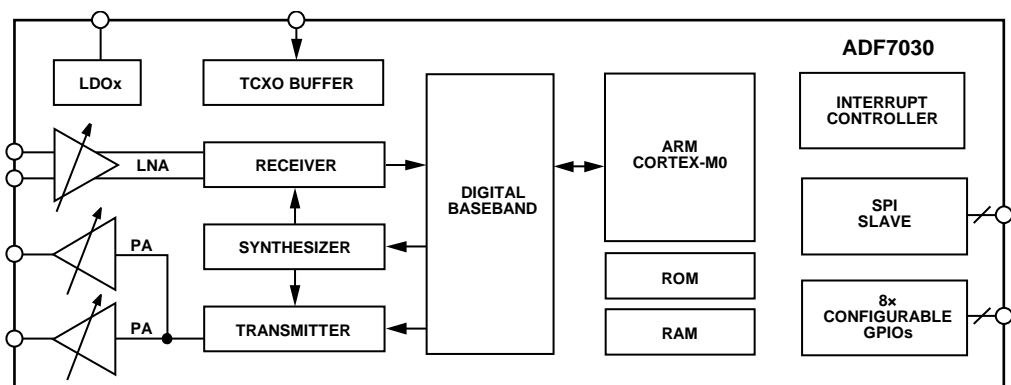 ADF7030
LDOx
TCXO BUFFER
INTERRUPT
CONTROLLER
LNA
RECEIVER
DIGITAL
BASEBAND
ARM
CORTEX-M0
SPI
SLAVE
PA
SYNTHESIZER
ROM
8×
CONFIGURABLE
GPIOs
PA
TRANSMITTER
RAM